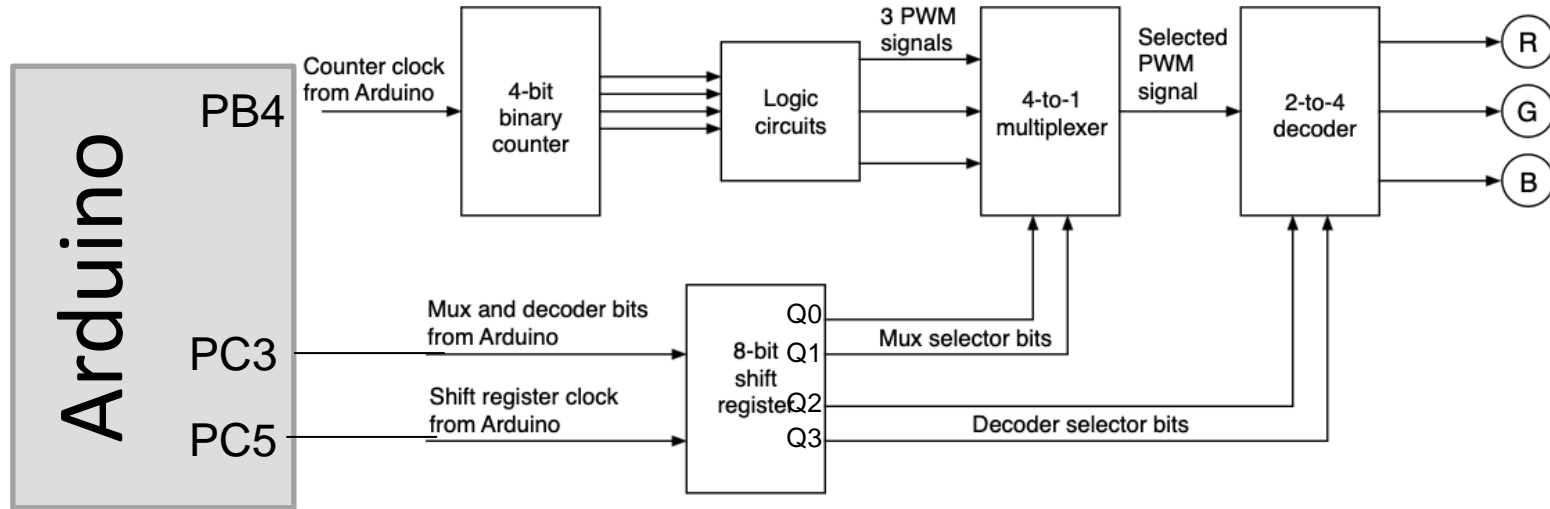 Arduino
PB4
PC3
PC5
Counter clock
from Arduino
4-bit
binary
counter
Logic
circuits
3 PWM
signals
4-to-1
multiplexer
Selected
PWM
signal
2-to-4
decoder
R
G
B
Mux and decoder bits
from Arduino
Shift register clock
from Arduino
8-bit
shift
register
Q0
Q1
Q2
Q3
Mux selector bits
Decoder selector bits